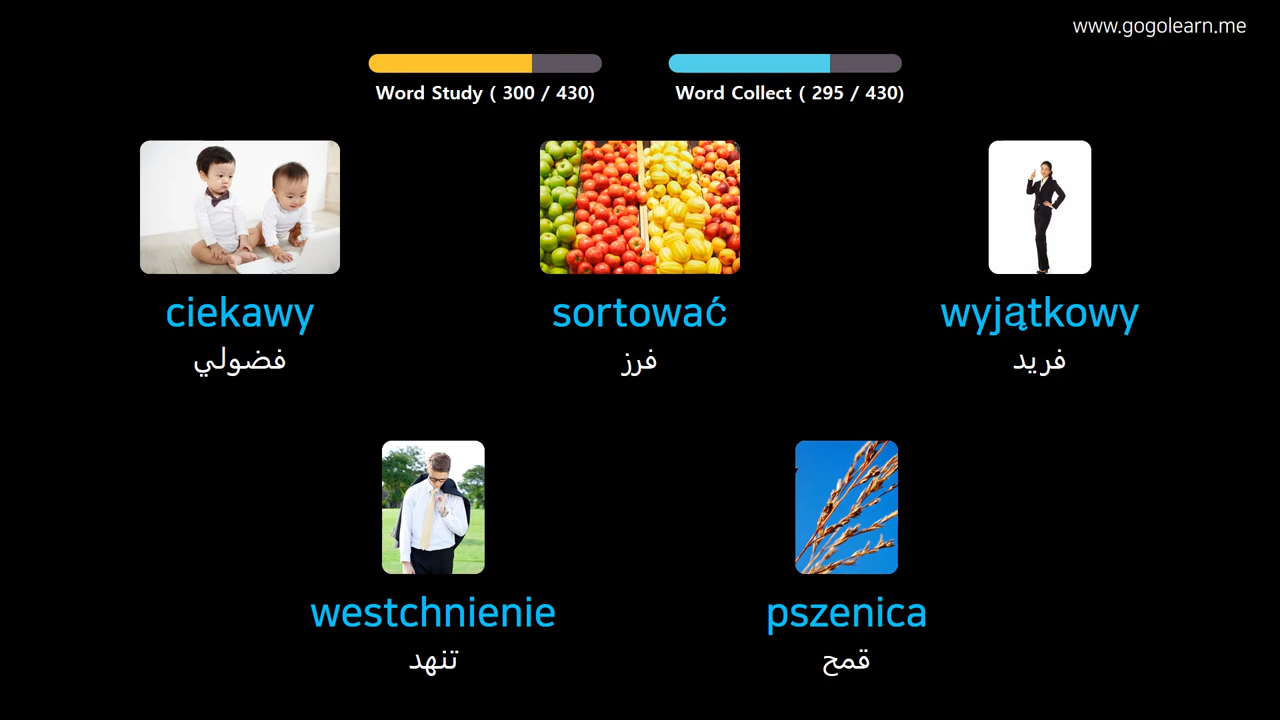 www.gogolearn.me
Word Study ( 300 / 430)
Word Collect ( 295 / 430)
ciekawy
فضولي
sortować
فرز
wyjątkowy
فريد
westchnienie
تنهد
pszenica
قمح